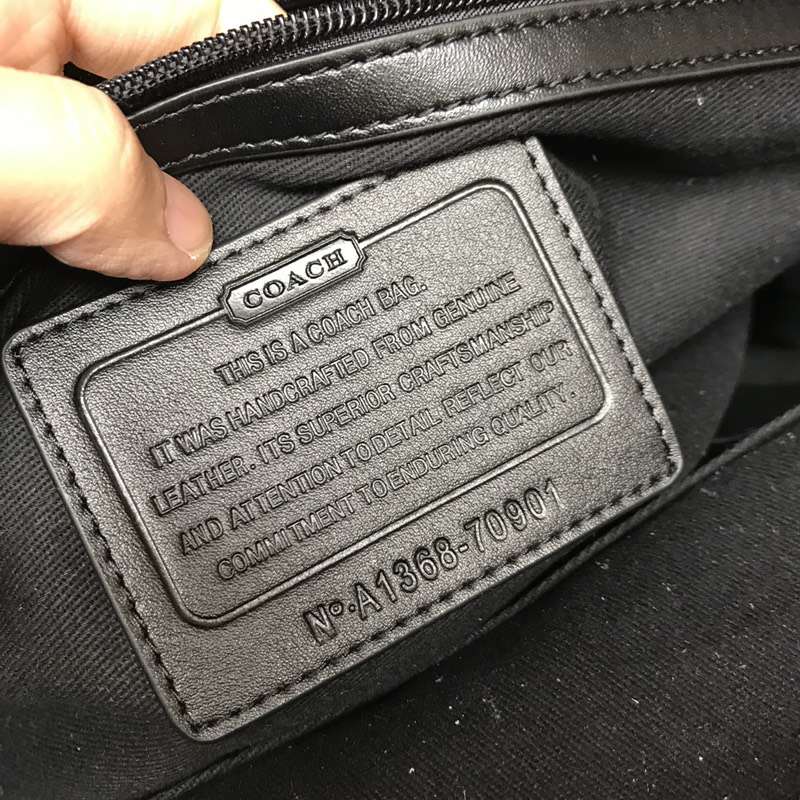 COACH
THIS IS A COACH BAG.
IT WAS HANDCRAFTED FROM GENUINE
LEATHER. ITS SUPERIOR CRAFTSMANSHIP
AND ATTENTION TO DETAIL REFLECT OUR
COMMITMENT TO ENDURING QUALITY.
Nº·A1368-70901